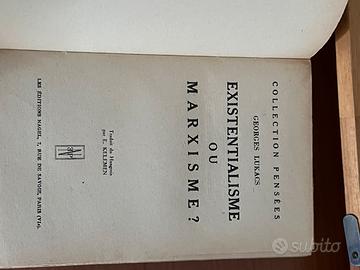 COLLECTION PENSÉES
GEORGES LUKACS
EXISTENTIALISME
OU
MARXISME ?
Traduit du Hongrois
par E. KELEMEN
LES ÉDITIONS NAGEL, 7, RUE DE SAVOIE, PARIS (VIe).
subito